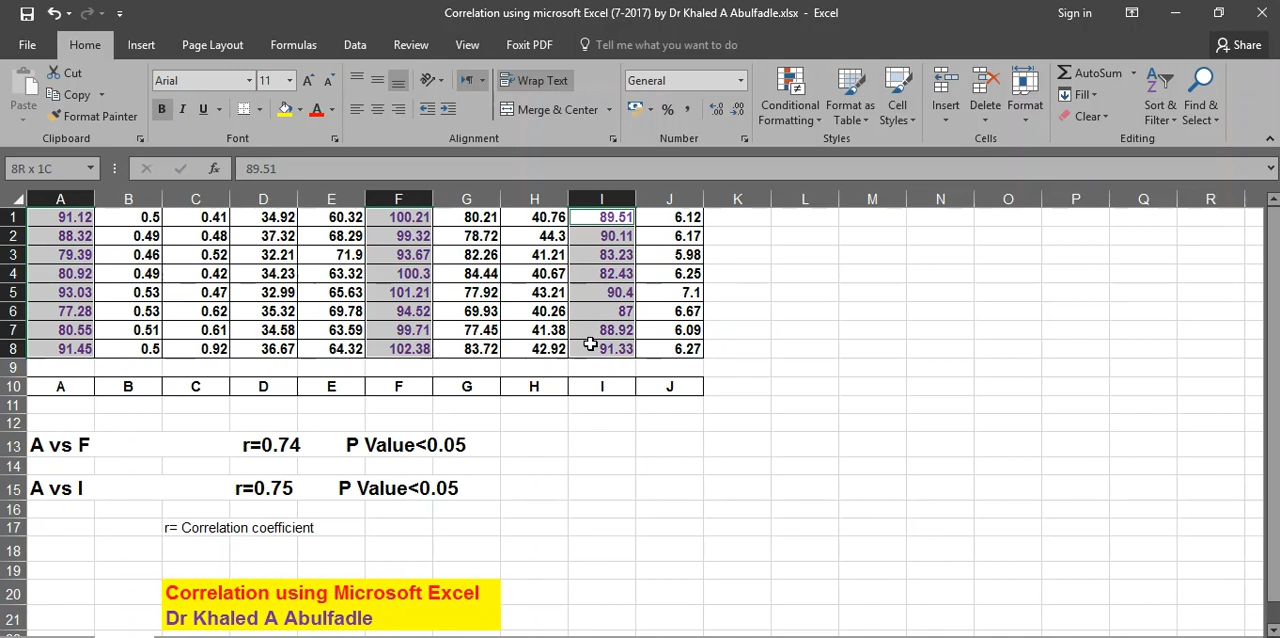 Correlation using microsoft Excel (7-2017) by Dr Khaled A Abulfadle.xlsx - Excel
Sign in
File Home Insert Page Layout Formulas Data Review View Foxit PDF Tell me what you want to do Share
Paste
Cut
Copy
Format Painter
Arial 11
B I U
Wrap Text
Merge & Center
General
%
Conditional Formatting
Format as Table
Cell Styles
Insert
Delete
Format
AutoSum
Fill
Clear
Sort & Filter
Find & Select
Clipboard Font Alignment Number Styles Cells Editing
8R x 1C fx 89.51
A B C D E F G H I J K L M N O P Q R
1 91.12 0.5 0.41 34.92 60.32 100.21 80.21 40.76 89.51 6.12
2 88.32 0.49 0.48 37.32 68.29 99.32 78.72 44.3 90.11 6.17
3 79.39 0.46 0.52 32.21 71.9 93.67 82.26 41.21 83.23 5.98
4 80.92 0.49 0.42 34.23 63.32 100.3 84.44 40.67 82.43 6.25
5 93.03 0.53 0.47 32.99 65.63 101.21 77.92 43.21 90.4 7.1
6 77.28 0.53 0.62 35.32 69.78 94.52 69.93 40.26 87 6.67
7 80.55 0.51 0.61 34.58 63.59 99.71 77.45 41.38 88.92 6.09
8 91.45 0.5 0.92 36.67 64.32 102.38 83.72 42.92 91.33 6.27
9
10 A B C D E F G H I J
11
12
13 A vs F r=0.74 P Value<0.05
14
15 A vs I r=0.75 P Value<0.05
16
17 r= Correlation coefficient
18
19
20 Correlation using Microsoft Excel
21 Dr Khaled A Abulfadle